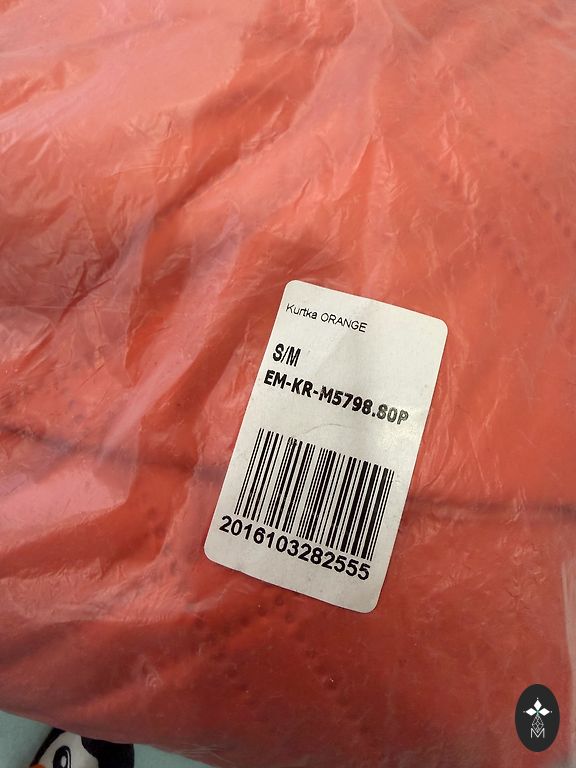 Kurtka ORANGE
S/M
EM-KR-M5798.80P
2016103282555
M